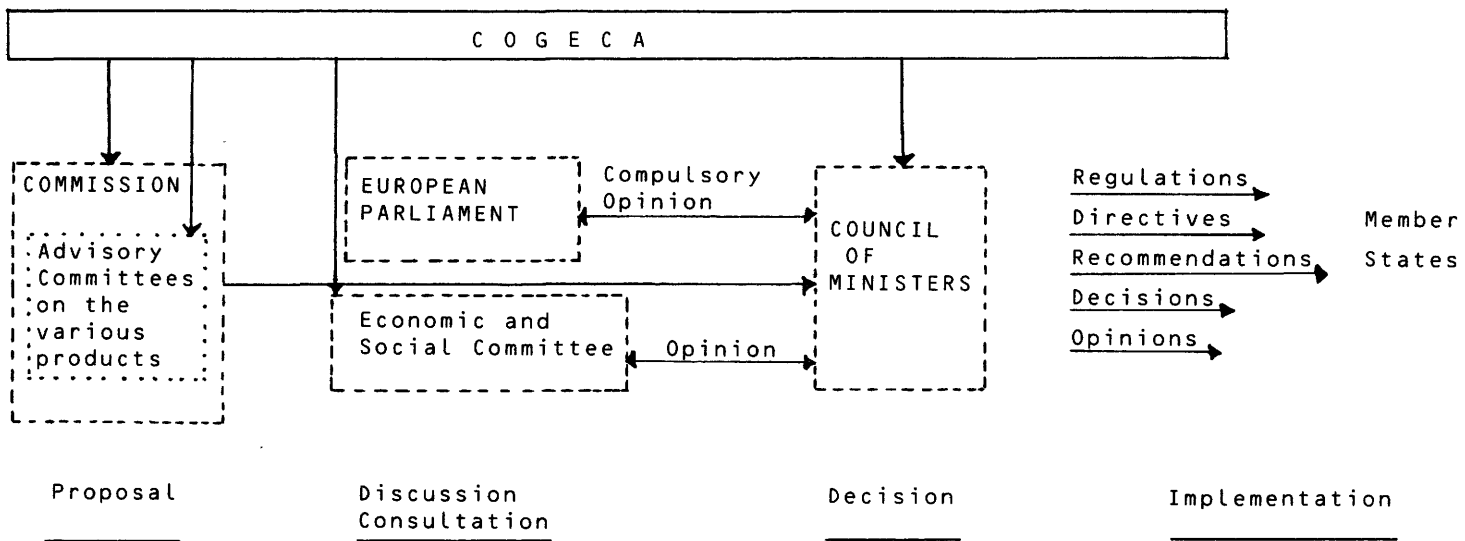 COGECA
COMMISSION
Advisory
Committees
on the
various
products
EUROPEAN
PARLIAMENT
Compulsory
Opinion
Economic and
Social Committee
Opinion
COUNCIL
OF
MINISTERS
Regulations
Directives
Recommendations
Decisions
Opinions
Member
States
Proposal
Discussion
Consultation
Decision
Implementation